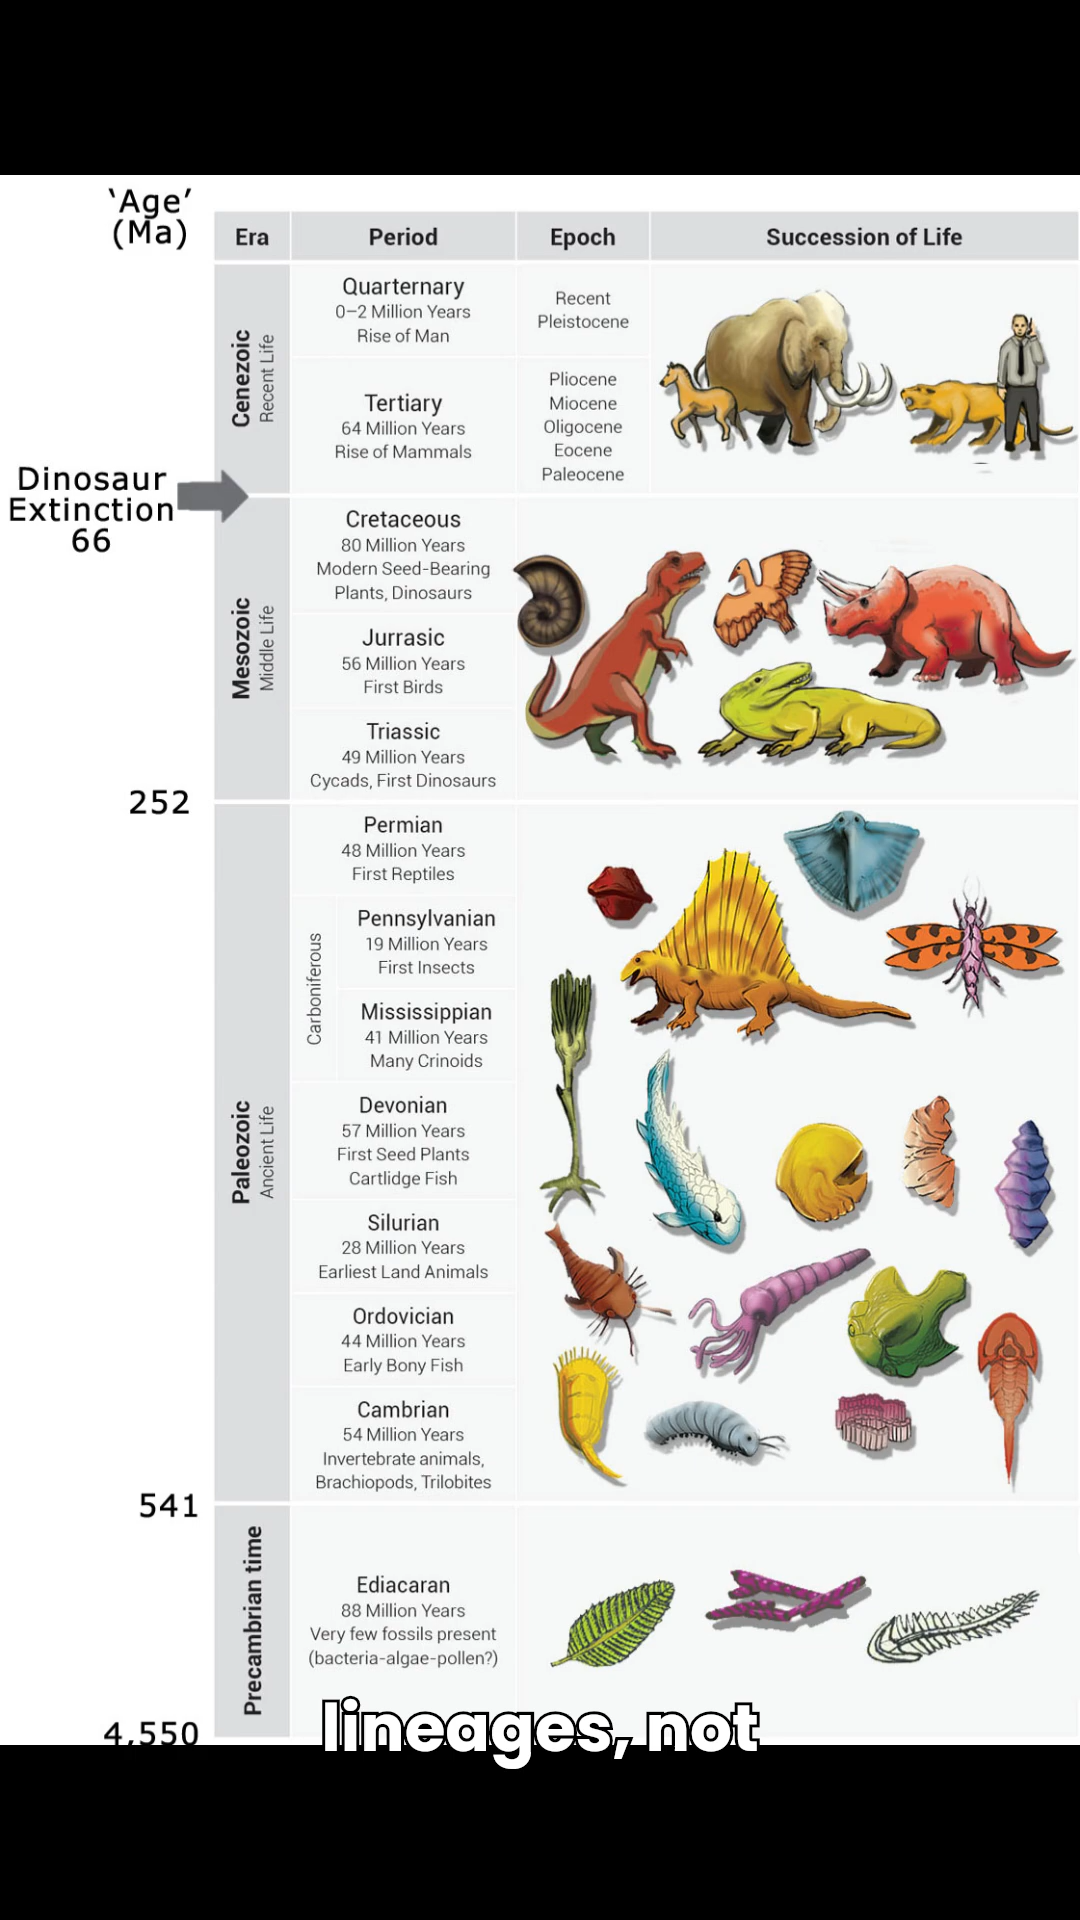 ‘Age’
(Ma)
Era
Period
Epoch
Succession of Life
Cenezoic
Recent Life
Quarternary
0–2 Million Years
Rise of Man
Recent
Pleistocene
Tertiary
64 Million Years
Rise of Mammals
Pliocene
Miocene
Oligocene
Eocene
Paleocene
Dinosaur
Extinction
66
Mesozoic
Middle Life
Cretaceous
80 Million Years
Modern Seed-Bearing
Plants, Dinosaurs
Jurrasic
56 Million Years
First Birds
Triassic
49 Million Years
Cycads, First Dinosaurs
252
Paleozoic
Ancient Life
Permian
48 Million Years
First Reptiles
Carboniferous
Pennsylvanian
19 Million Years
First Insects
Mississippian
41 Million Years
Many Crinoids
Devonian
57 Million Years
First Seed Plants
Cartlidge Fish
Silurian
28 Million Years
Earliest Land Animals
Ordovician
44 Million Years
Early Bony Fish
Cambrian
54 Million Years
Invertebrate animals,
Brachiopods, Trilobites
541
Precambrian time
Ediacaran
88 Million Years
Very few fossils present
(bacteria-algae-pollen?)
4,550
lineages, not